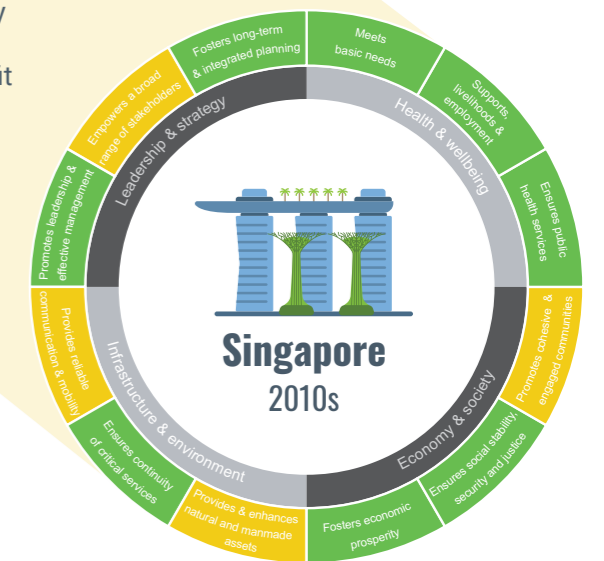 Meets
basic needs
Supports,
livelihoods &
employment
Ensures public
health services
Promotes cohesive &
engaged communities
Ensures social stability,
security and justice
Fosters economic
prosperity
Provides & enhances
natural and manmade
assets
Ensures continuity
of critical services
Provides reliable
communication & mobility
Promotes leadership &
effective management
Empowers a broad
range of stakeholders
Fosters long-term
& integrated planning
Health & wellbeing
Economy & society
Infrastructure & environment
Leadership & strategy
Singapore
2010s